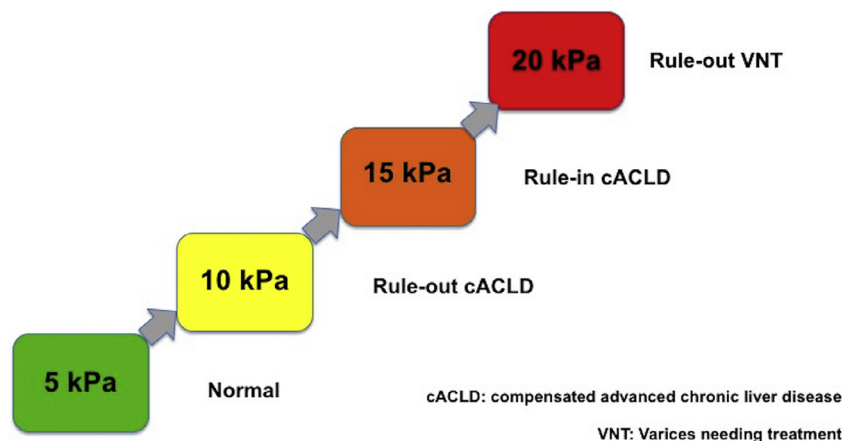 20 kPa
Rule-out VNT
15 kPa
Rule-in cACLD
10 kPa
Rule-out cACLD
5 kPa
Normal
cACLD: compensated advanced chronic liver disease
VNT: Varices needing treatment